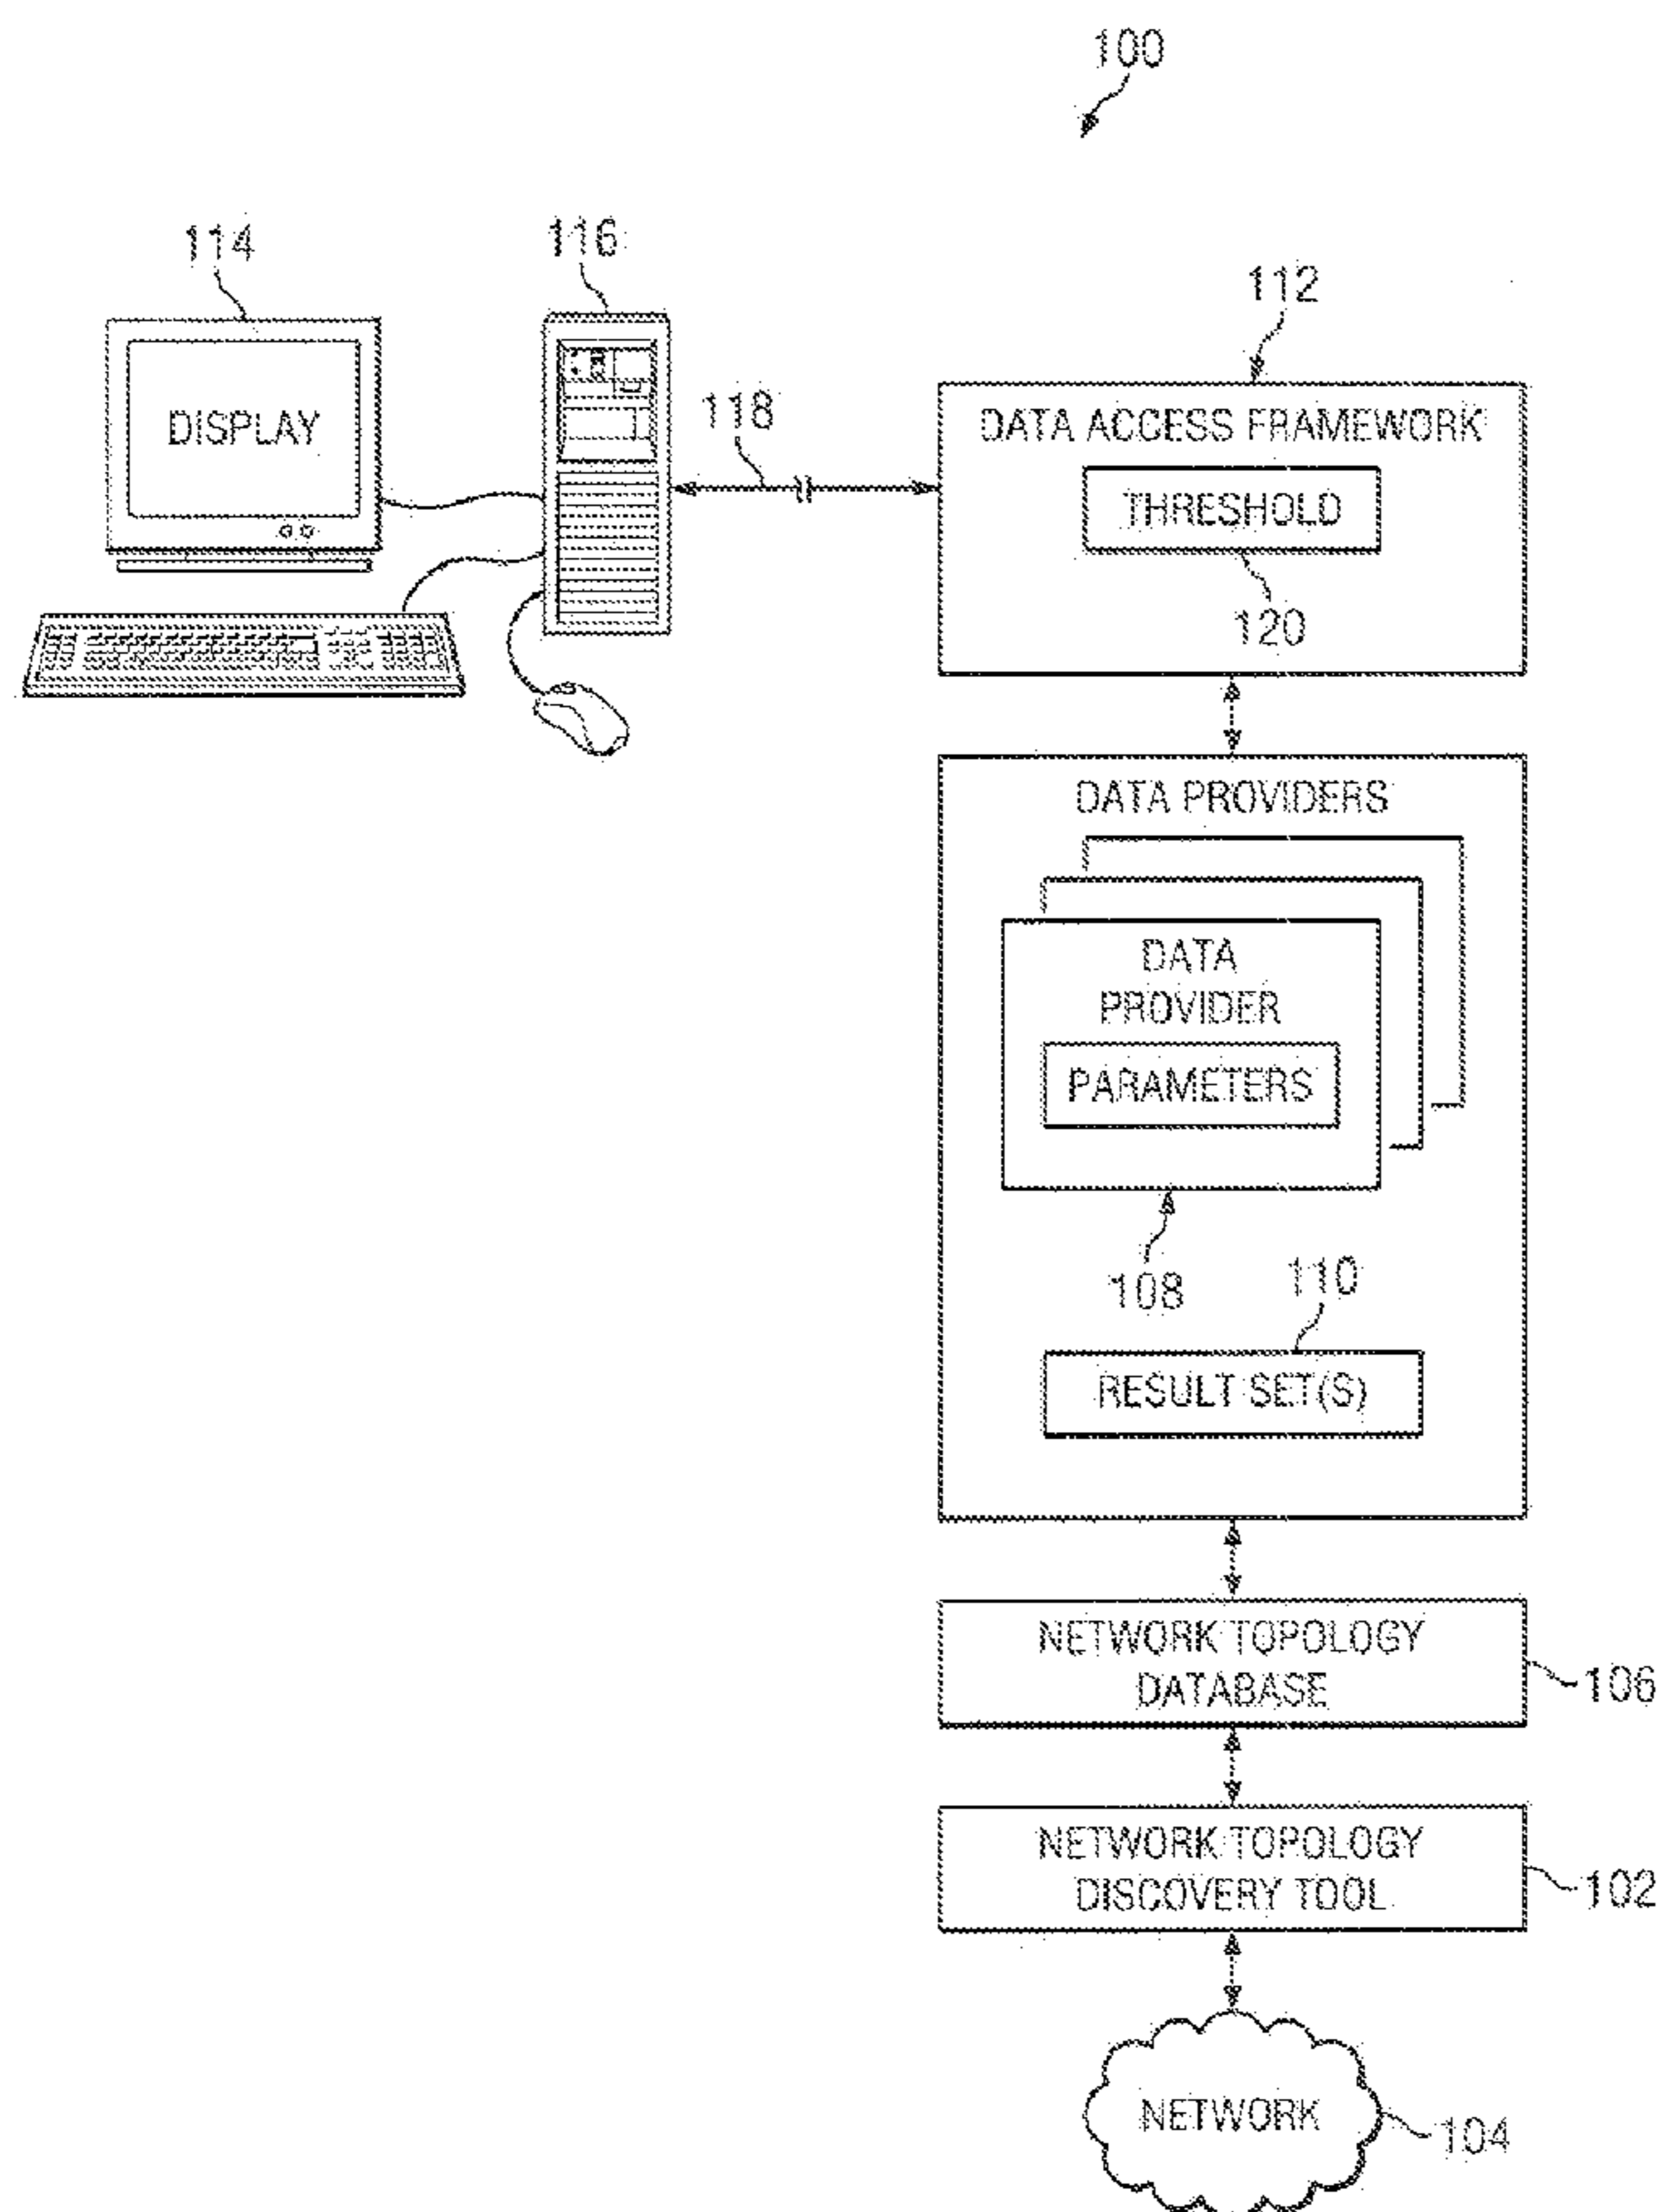 100
114
116
112
DISPLAY
118
DATA ACCESS FRAMEWORK
THRESHOLD
120
DATA PROVIDERS
DATA
PROVIDER
PARAMETERS
108
110
RESULT SET(S)
NETWORK TOPOLOGY
DATABASE
106
NETWORK TOPOLOGY
DISCOVERY TOOL
102
NETWORK
104